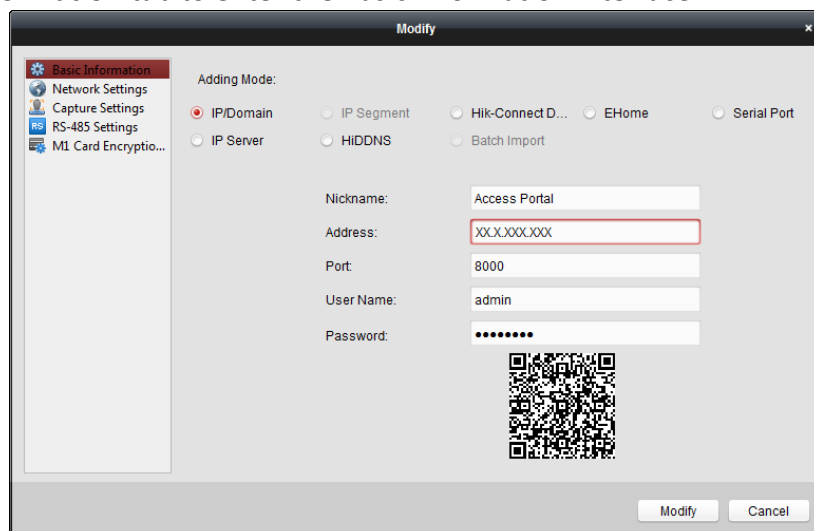 Modify
×
Basic Information
Network Settings
Capture Settings
RS RS-485 Settings
M1 Card Encryptio...
Adding Mode:
IP/Domain IP Segment Hik-Connect D... EHome Serial Port
IP Server HiDDNS Batch Import
Nickname: Access Portal
Address: XX.X.XXX.XXX
Port: 8000
User Name: admin
Password: ●●●●●●●●
Modify Cancel